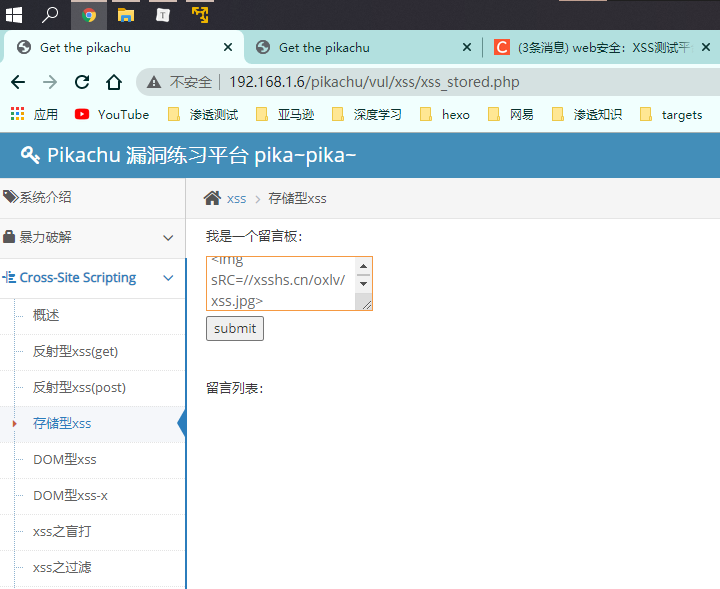 Get the pikachu
Get the pikachu
C (3条消息) web安全：XSS测试平
不安全 | 192.168.1.6/pikachu/vul/xss/xss_stored.php
应用 YouTube 渗透测试 亚马逊 深度学习 hexo 网易 渗透知识 targets
Pikachu 漏洞练习平台 pika~pika~
系统介绍
暴力破解
Cross-Site Scripting
概述
反射型xss(get)
反射型xss(post)
存储型xss
DOM型xss
DOM型xss-x
xss之盲打
xss之过滤
xss > 存储型xss
我是一个留言板：
<img
sRC=//xsshs.cn/oxlv/
xss.jpg>
submit
留言列表：